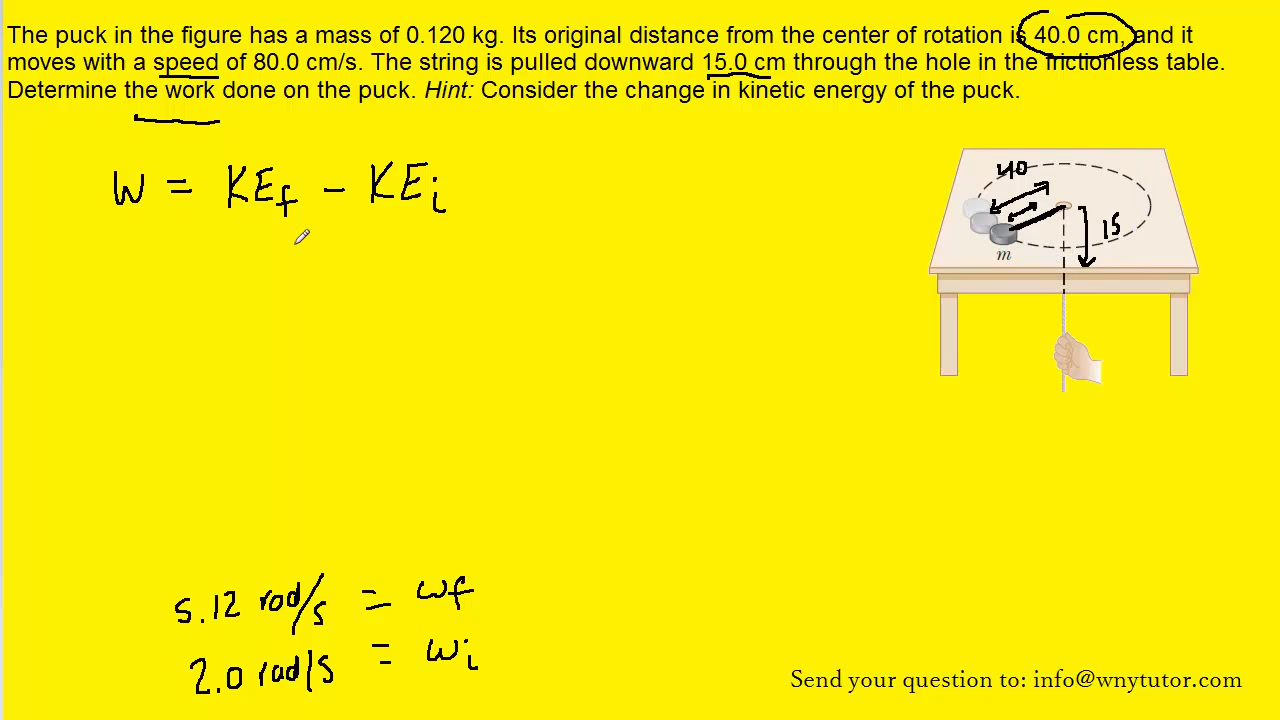 The puck in the figure has a mass of 0.120 kg. Its original distance from the center of rotation is 40.0 cm, and it
moves with a speed of 80.0 cm/s. The string is pulled downward 15.0 cm through the hole in the frictionless table.
Determine the work done on the puck. Hint: Consider the change in kinetic energy of the puck.
W = KEf - KEi
40
15
m
5.12 rad/s = ωf
2.0 rad/s = ωi
Send your question to: info@wnytutor.com